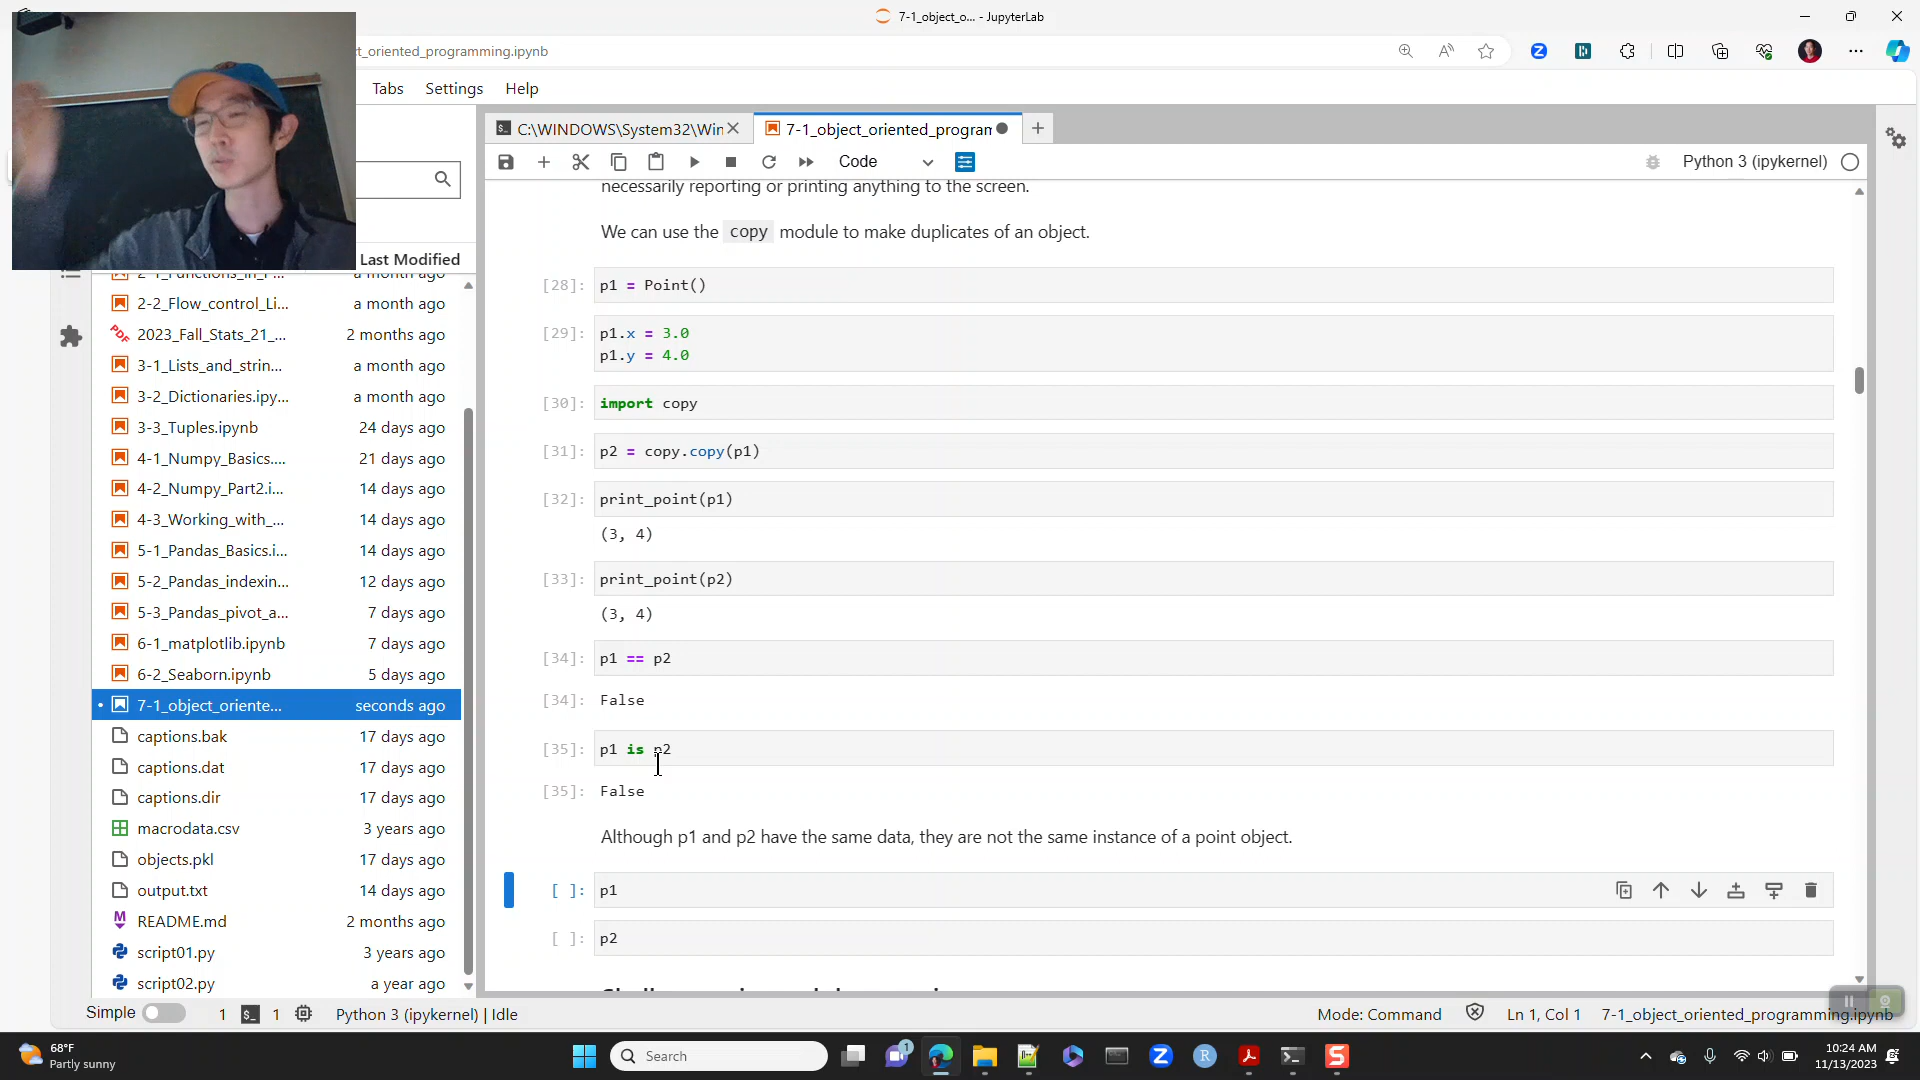 7-1_object_o... - JupyterLab
t_oriented_programming.ipynb
Tabs
Settings
Help
C:\WINDOWS\System32\Wir
7-1_object_oriented_program
Code
Python 3 (ipykernel)
Last Modified
necessarily reporting or printing anything to the screen.
We can use the copy module to make duplicates of an object.
[28]: p1 = Point()
[29]: p1.x = 3.0
p1.y = 4.0
[30]: import copy
[31]: p2 = copy.copy(p1)
[32]: print_point(p1)
(3, 4)
[33]: print_point(p2)
(3, 4)
[34]: p1 == p2
[34]: False
[35]: p1 is p2
[35]: False
Although p1 and p2 have the same data, they are not the same instance of a point object.
[ ]: p1
[ ]: p2
2-1_Functions_in_P... a month ago
2-2_Flow_control_Li... a month ago
2023_Fall_Stats_21_... 2 months ago
3-1_Lists_and_strin... a month ago
3-2_Dictionaries.ipy... a month ago
3-3_Tuples.ipynb 24 days ago
4-1_Numpy_Basics.... 21 days ago
4-2_Numpy_Part2.i... 14 days ago
4-3_Working_with_... 14 days ago
5-1_Pandas_Basics.i... 14 days ago
5-2_Pandas_indexin... 12 days ago
5-3_Pandas_pivot_a... 7 days ago
6-1_matplotlib.ipynb 7 days ago
6-2_Seaborn.ipynb 5 days ago
7-1_object_oriente... seconds ago
captions.bak 17 days ago
captions.dat 17 days ago
captions.dir 17 days ago
macrodata.csv 3 years ago
objects.pkl 17 days ago
output.txt 14 days ago
README.md 2 months ago
script01.py 3 years ago
script02.py a year ago
Simple
1
1
Python 3 (ipykernel) | Idle
Mode: Command
Ln 1, Col 1
7-1_object_oriented_programming.ipynb
68°F
Partly sunny
Search
1
10:24 AM
11/13/2023